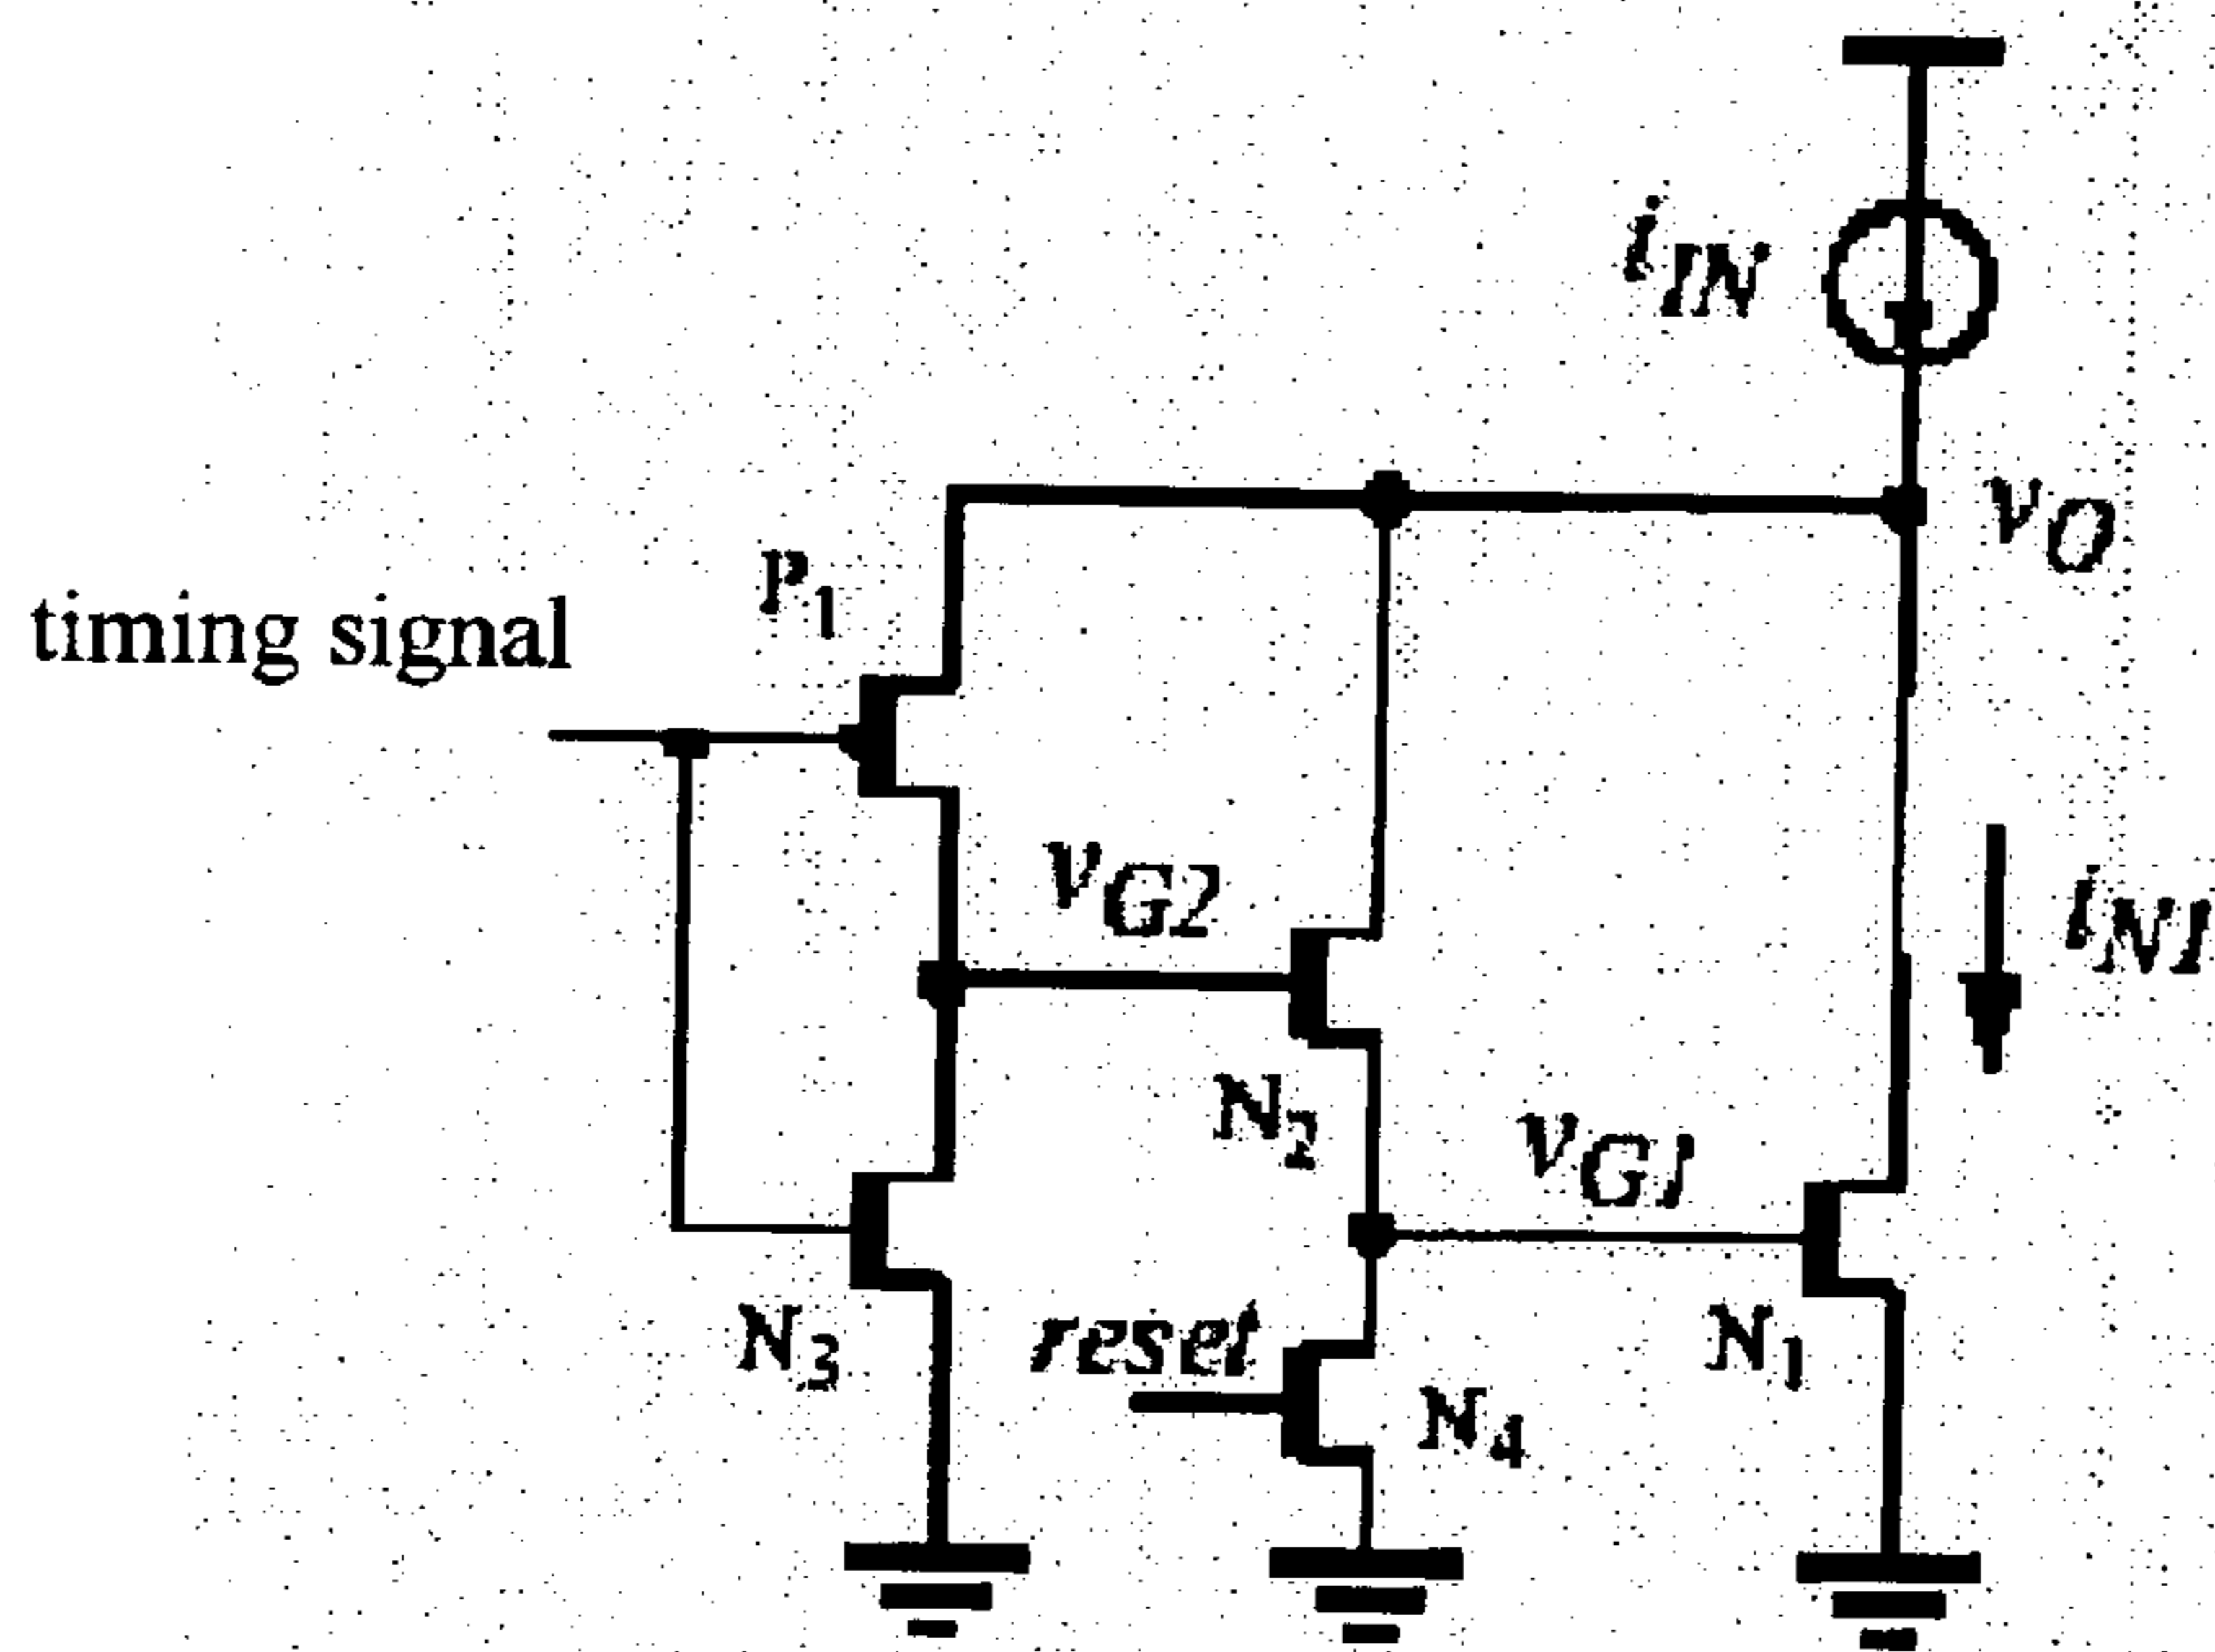 i_IN
v_O
P_1
timing signal
v_G2
i_N1
N_2
v_G1
N_3
reset
N_1
N_4